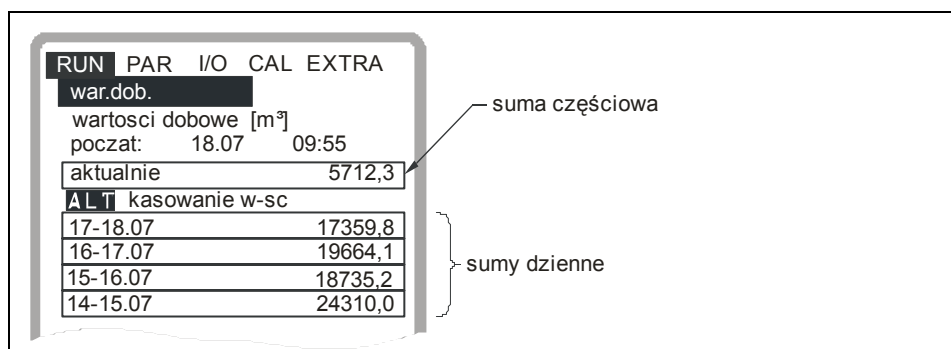 RUN PAR I/O CAL EXTRA
war.dob.
wartosci dobowe [m³]
poczat: 18.07 09:55
aktualnie 5712,3
ALT kasowanie w-sc
17-18.07 17359,8
16-17.07 19664,1
15-16.07 18735,2
14-15.07 24310,0
suma częściowa
sumy dzienne